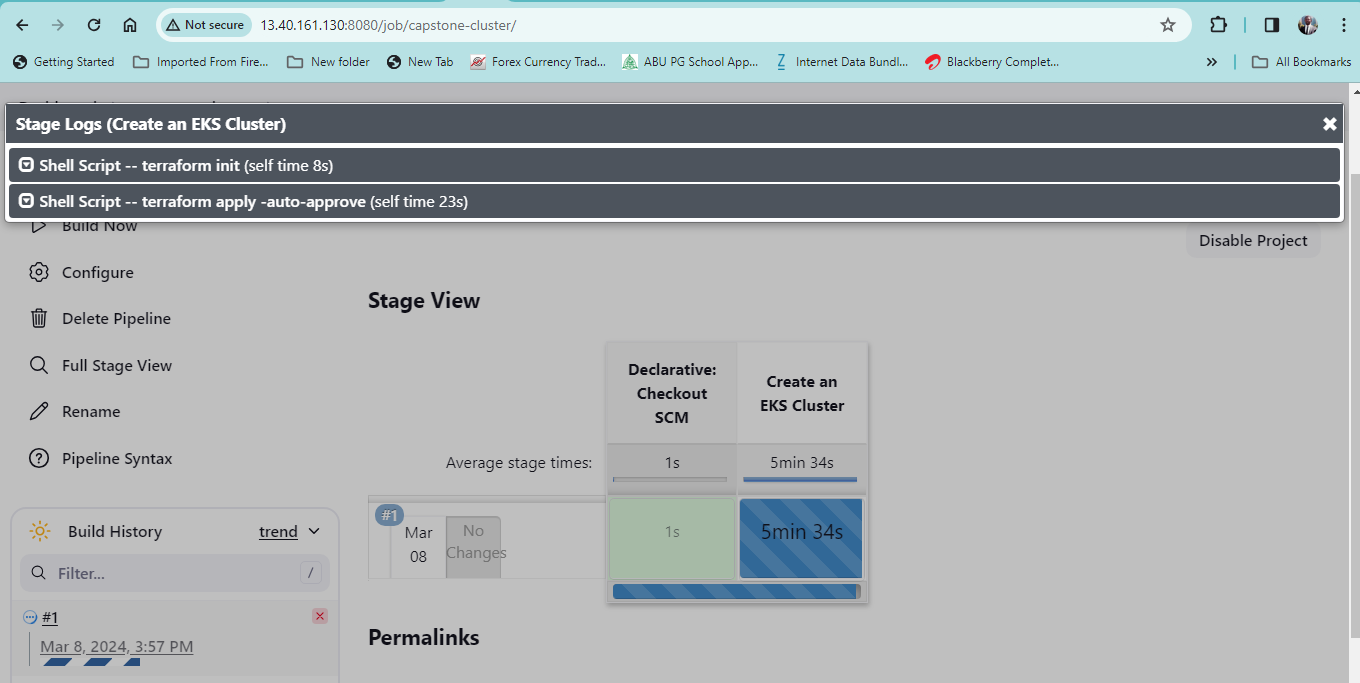 Not secure 13.40.161.130:8080/job/capstone-cluster/
Getting Started Imported From Fire... New folder New Tab Forex Currency Trad... ABU PG School App... Internet Data Bundl... Blackberry Complet... » All Bookmarks
Stage Logs (Create an EKS Cluster)
Shell Script -- terraform init (self time 8s)
Shell Script -- terraform apply -auto-approve (self time 23s)
Build Now
Disable Project
Configure
Delete Pipeline
Full Stage View
Rename
Pipeline Syntax
Build History trend
Filter... /
#1
Mar 8, 2024, 3:57 PM
Stage View
Declarative:
Checkout
SCM
Create an
EKS Cluster
Average stage times: 1s 5min 34s
#1
Mar
08
No
Changes
1s
5min 34s
Permalinks